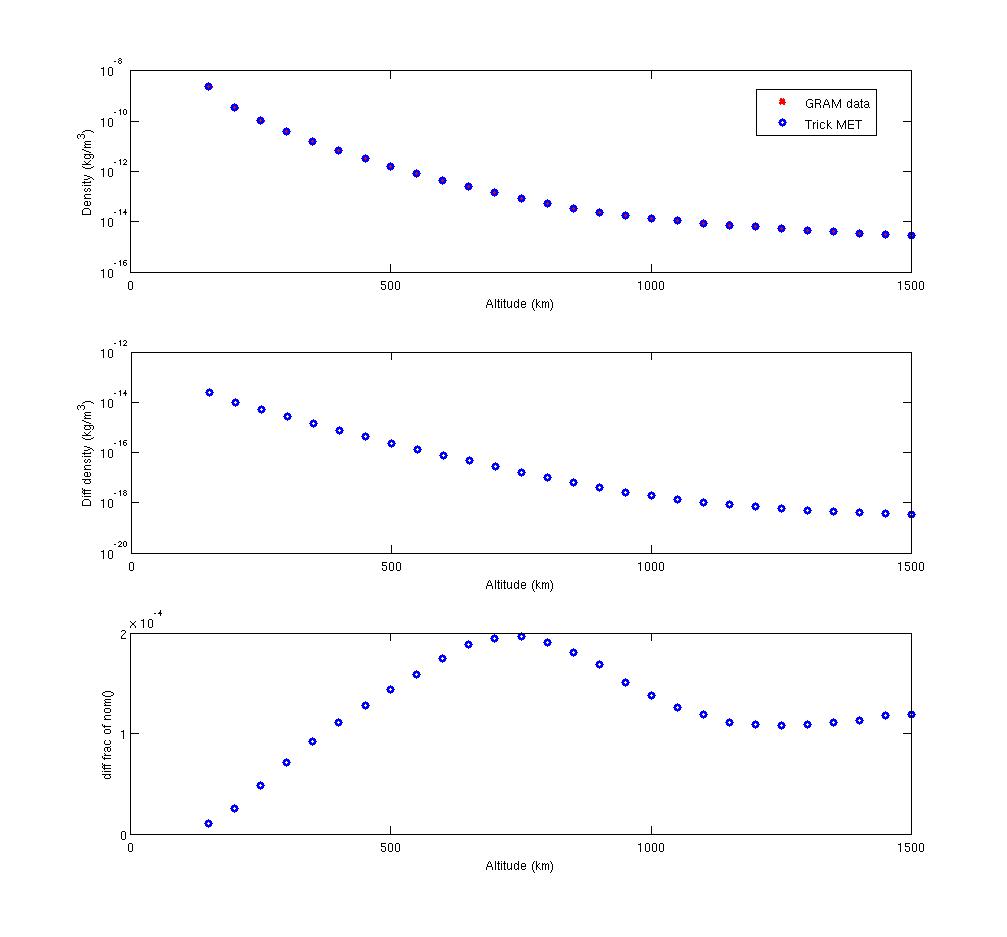 10^-8
10^-10
10^-12
10^-14
10^-16
Density (kg/m^3)
GRAM data
Trick MET
0 500 1000 1500
Altitude (km)
10^-12
10^-14
10^-16
10^-18
10^-20
Diff density (kg/m^3)
0 500 1000 1500
Altitude (km)
× 10^-4
2
1
0
diff frac of nom()
0 500 1000 1500
Altitude (km)